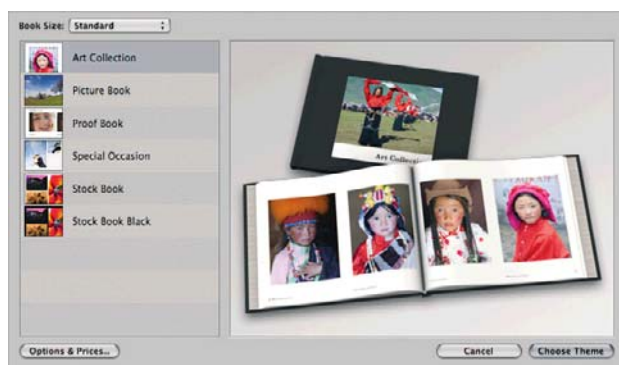 Book Size: Standard
Art Collection
Picture Book
Proof Book
Special Occasion
Stock Book
Stock Book Black
Art Collection
Options & Prices...
Cancel
Choose Theme